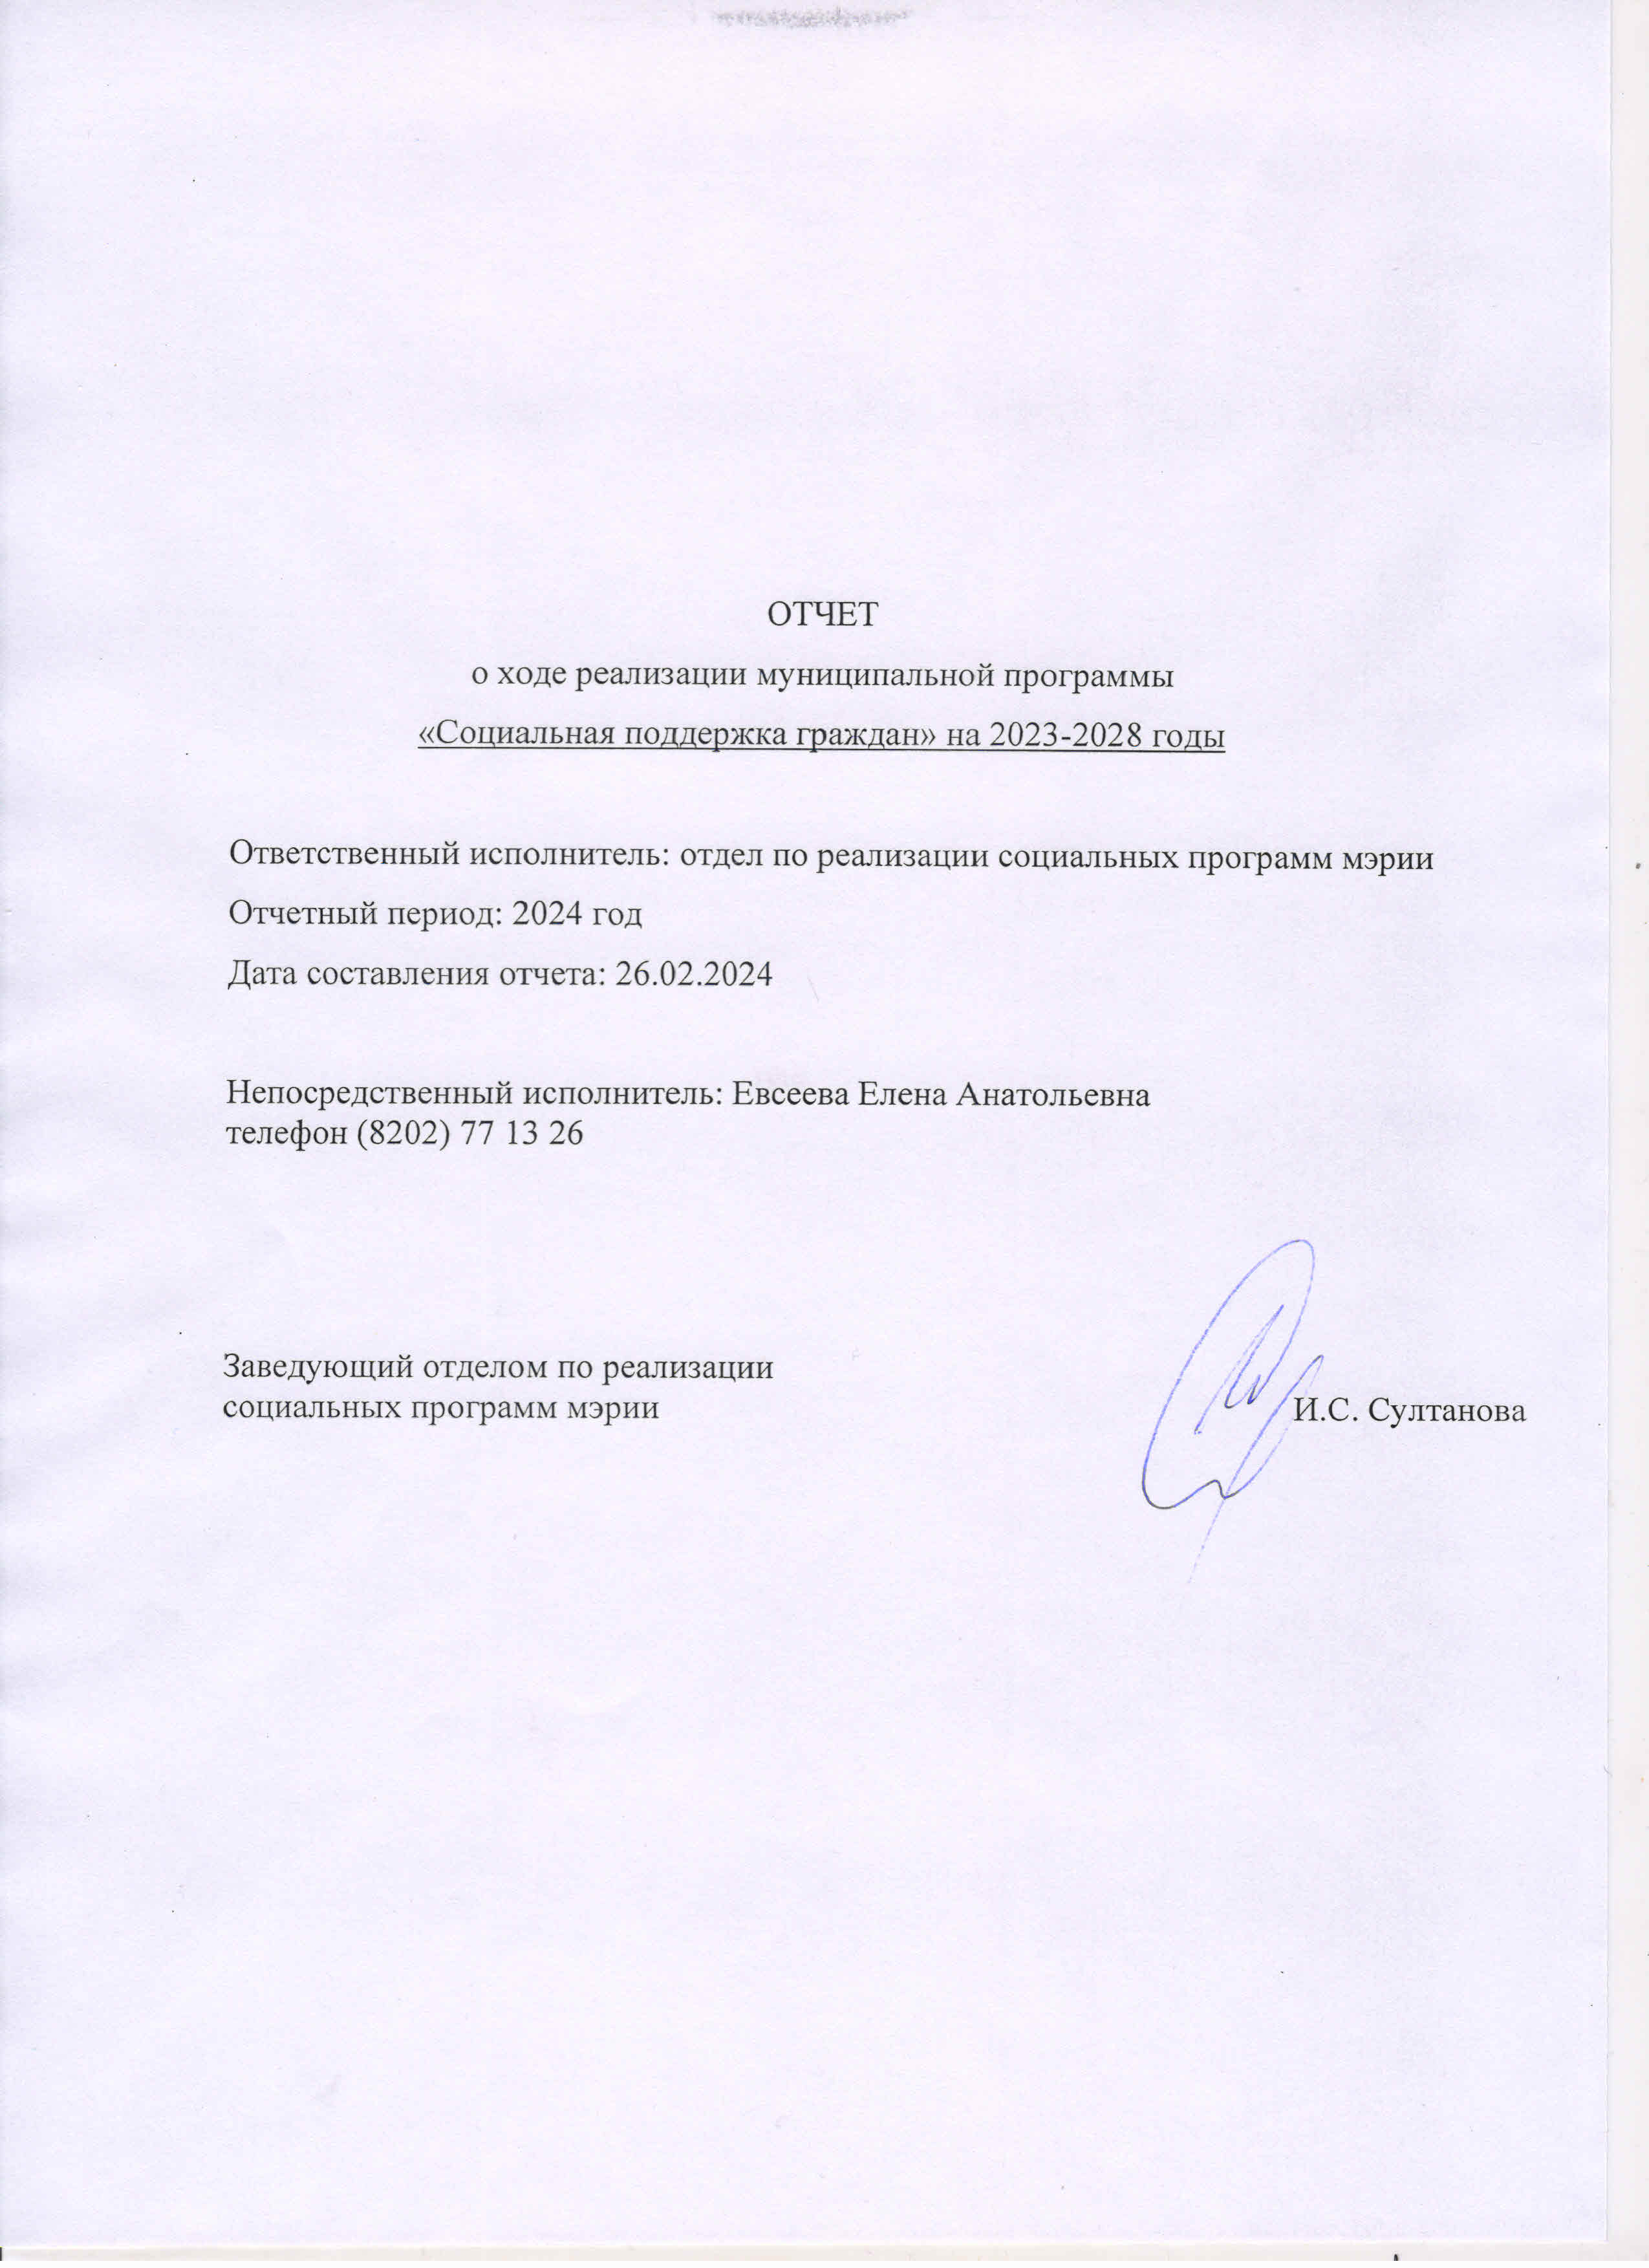 ОТЧЕТ
о ходе реализации муниципальной программы
«Социальная поддержка граждан» на 2023-2028 годы
Ответственный исполнитель: отдел по реализации социальных программ мэрии
Отчетный период: 2024 год
Дата составления отчета: 26.02.2024
Непосредственный исполнитель: Евсеева Елена Анатольевна
телефон (8202) 77 13 26
Заведующий отделом по реализации
социальных программ мэрии
И.С. Султанова